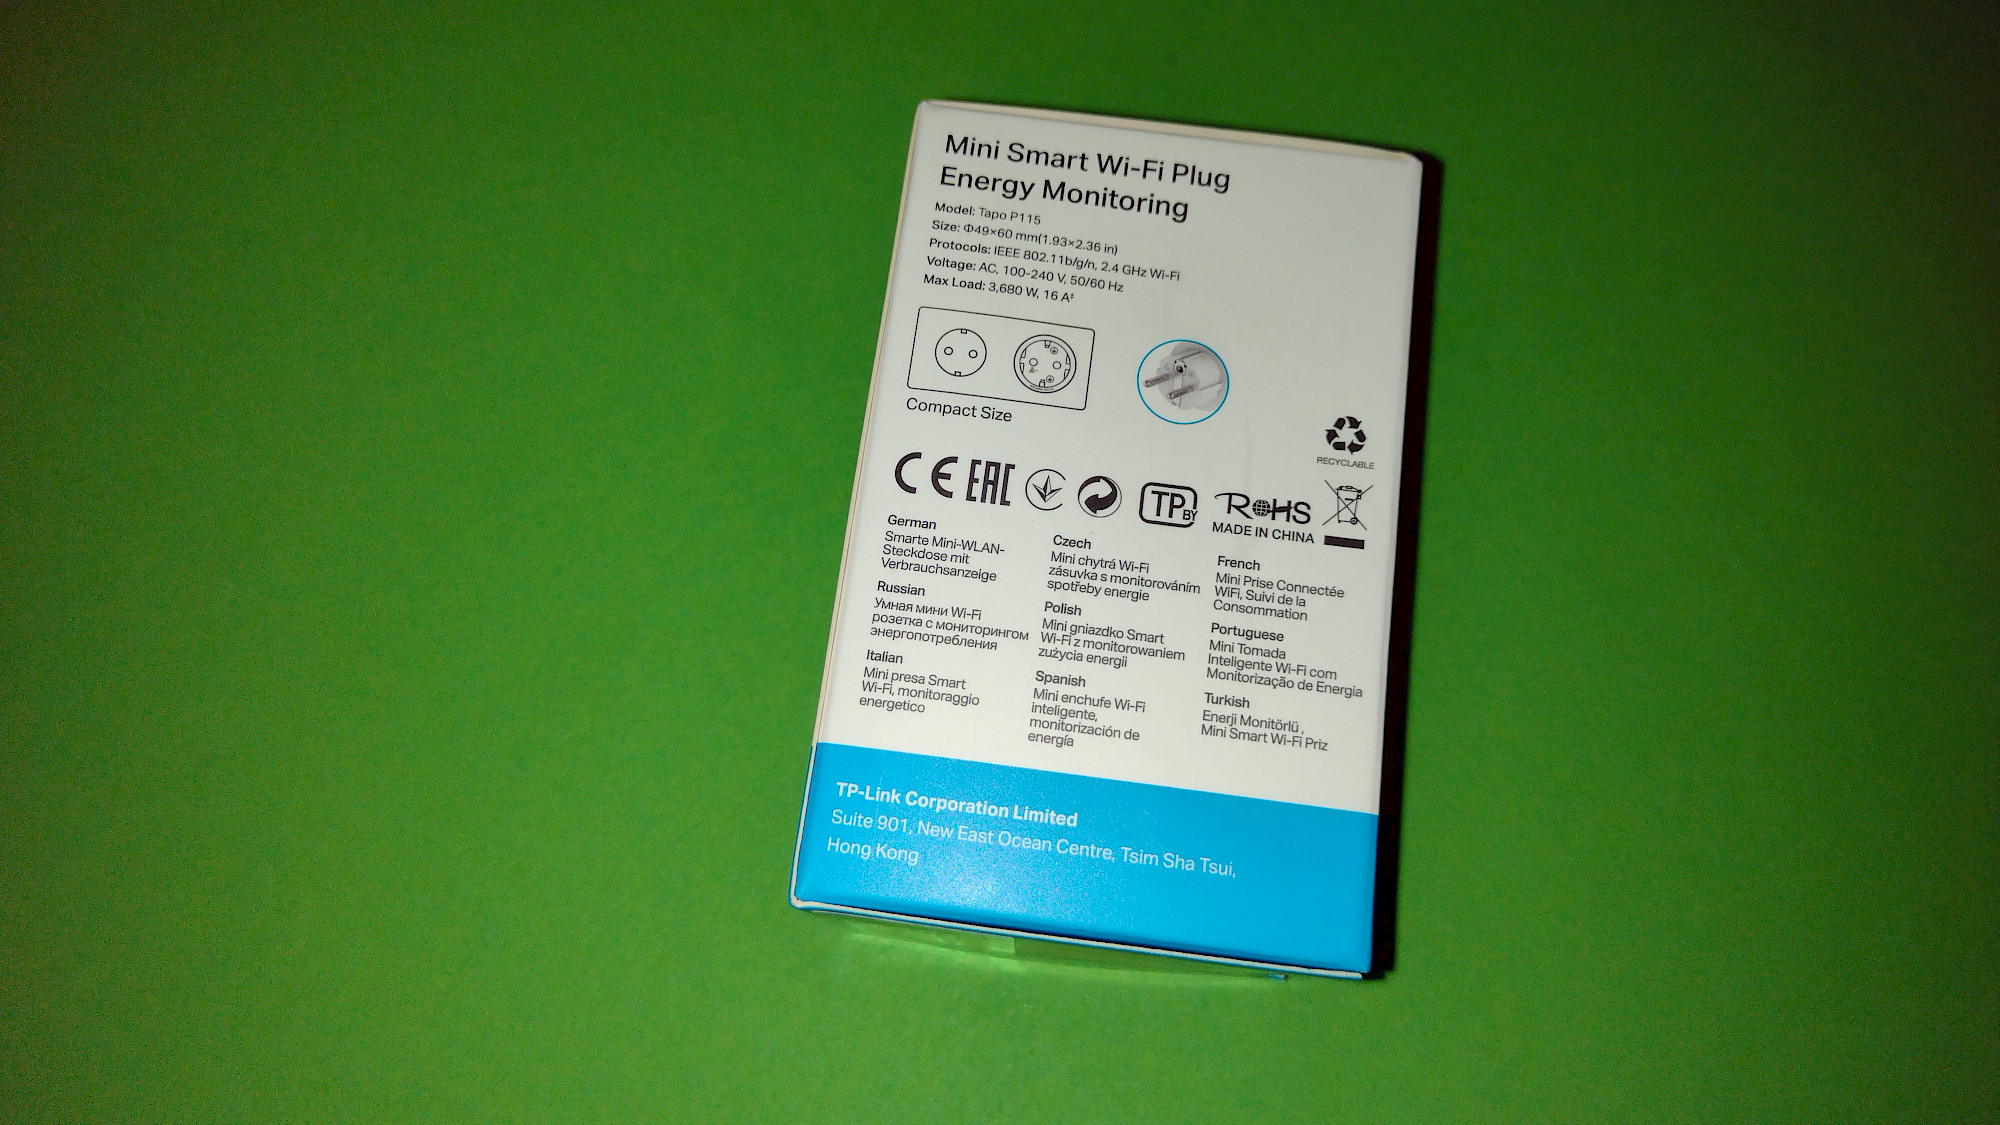 Mini Smart Wi-Fi Plug
Energy Monitoring
Model: Tapo P115
Size: Φ49×60 mm(1.93×2.36 in)
Protocols: IEEE 802.11b/g/n, 2.4 GHz Wi-Fi
Voltage: AC, 100-240 V, 50/60 Hz
Max Load: 3,680 W, 16 A‡
Compact Size
RECYCLABLE
CE EAC TP BY RoHS
MADE IN CHINA
German
Smarte Mini-WLAN-
Steckdose mit
Verbrauchsanzeige
Russian
Умная мини Wi-Fi
розетка с мониторингом
энергопотребления
Italian
Mini presa Smart
Wi-Fi, monitoraggio
energetico
Czech
Mini chytrá Wi-Fi
zásuvka s monitorováním
spotřeby energie
Polish
Mini gniazdko Smart
Wi-Fi z monitorowaniem
zużycia energii
Spanish
Mini enchufe Wi-Fi
inteligente,
monitorización de
energía
French
Mini Prise Connectée
WiFi, Suivi de la
Consommation
Portuguese
Mini Tomada
Inteligente Wi-Fi com
Monitorização de Energia
Turkish
Enerji Monitörlü ,
Mini Smart Wi-Fi Priz
TP-Link Corporation Limited
Suite 901, New East Ocean Centre, Tsim Sha Tsui,
Hong Kong